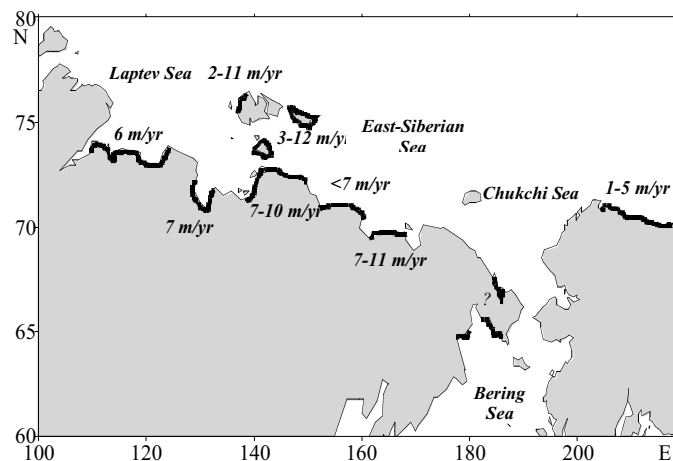 80
N
Laptev Sea
2-11 m/yr
75
6 m/yr
3-12 m/yr
East-Siberian
Sea
<7 m/yr
Chukchi Sea
1-5 m/yr
70
7 m/yr
7-10 m/yr
7-11 m/yr
?
65
Bering
Sea
60
100 120 140 160 180 200 E